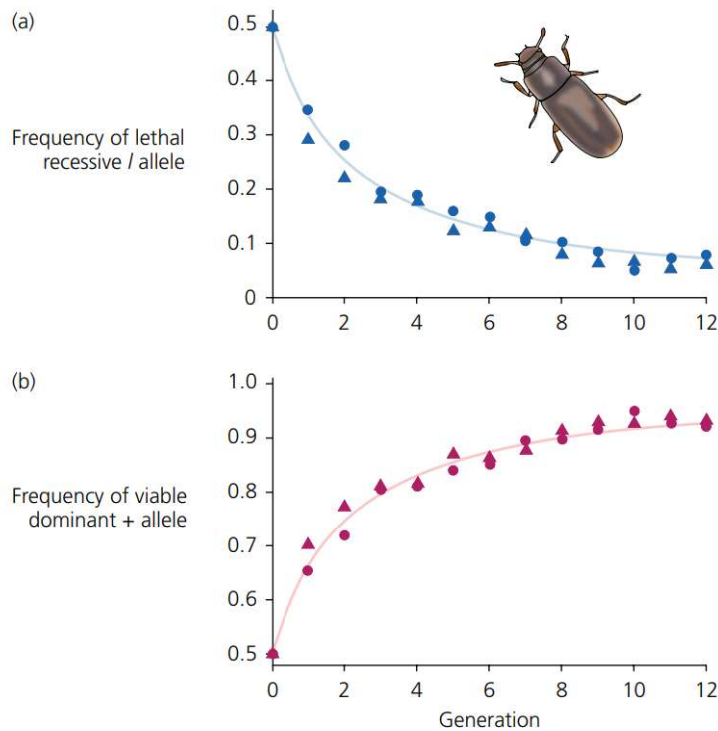 (a)
0.5
0.4
Frequency of lethal
recessive l allele
0.3
0.2
0.1
0
0 2 4 6 8 10 12
(b)
1.0
0.9
Frequency of viable
dominant + allele
0.8
0.7
0.6
0.5
0 2 4 6 8 10 12
Generation